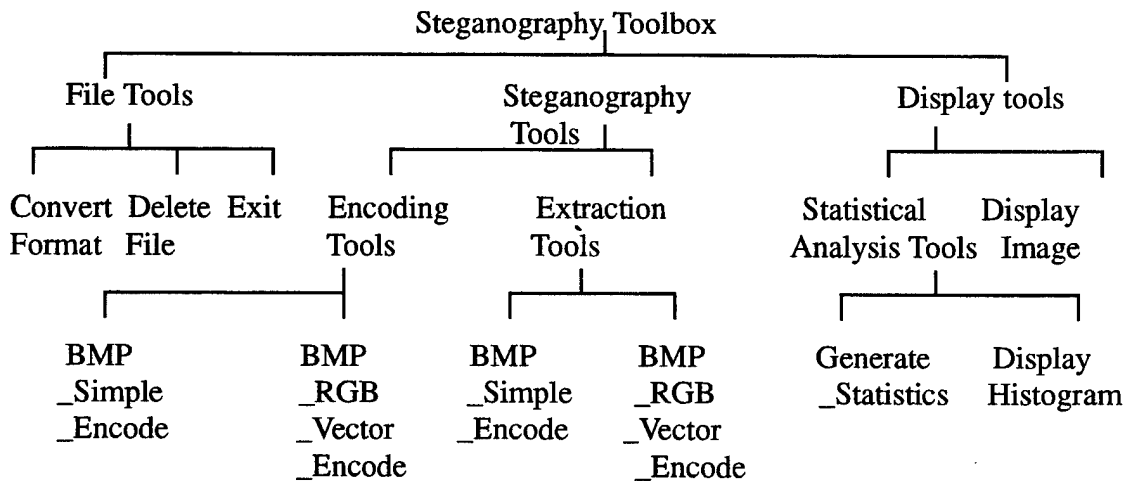 Steganography Toolbox
File Tools
Steganography
Tools
Display tools
Convert
Format
Delete
File
Exit
Encoding
Tools
Extraction
Tools
Statistical
Analysis Tools
Display
Image
BMP
_Simple
_Encode
BMP
_RGB
_Vector
_Encode
BMP
_Simple
_Encode
BMP
_RGB
_Vector
_Encode
Generate
_Statistics
Display
Histogram